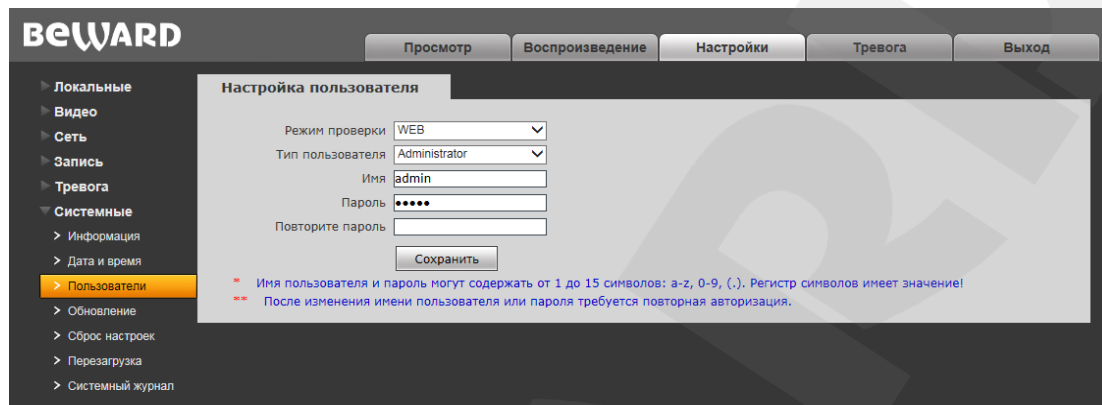 BEWARD
Просмотр Воспроизведение Настройки Тревога Выход
Локальные
Видео
Сеть
Запись
Тревога
Системные
> Информация
> Дата и время
> Пользователи
> Обновление
> Сброс настроек
> Перезагрузка
> Системный журнал
Настройка пользователя
Режим проверки WEB
Тип пользователя Administrator
Имя admin
Пароль •••••
Повторите пароль
Сохранить
* Имя пользователя и пароль могут содержать от 1 до 15 символов: a-z, 0-9, (.). Регистр символов имеет значение!
** После изменения имени пользователя или пароля требуется повторная авторизация.